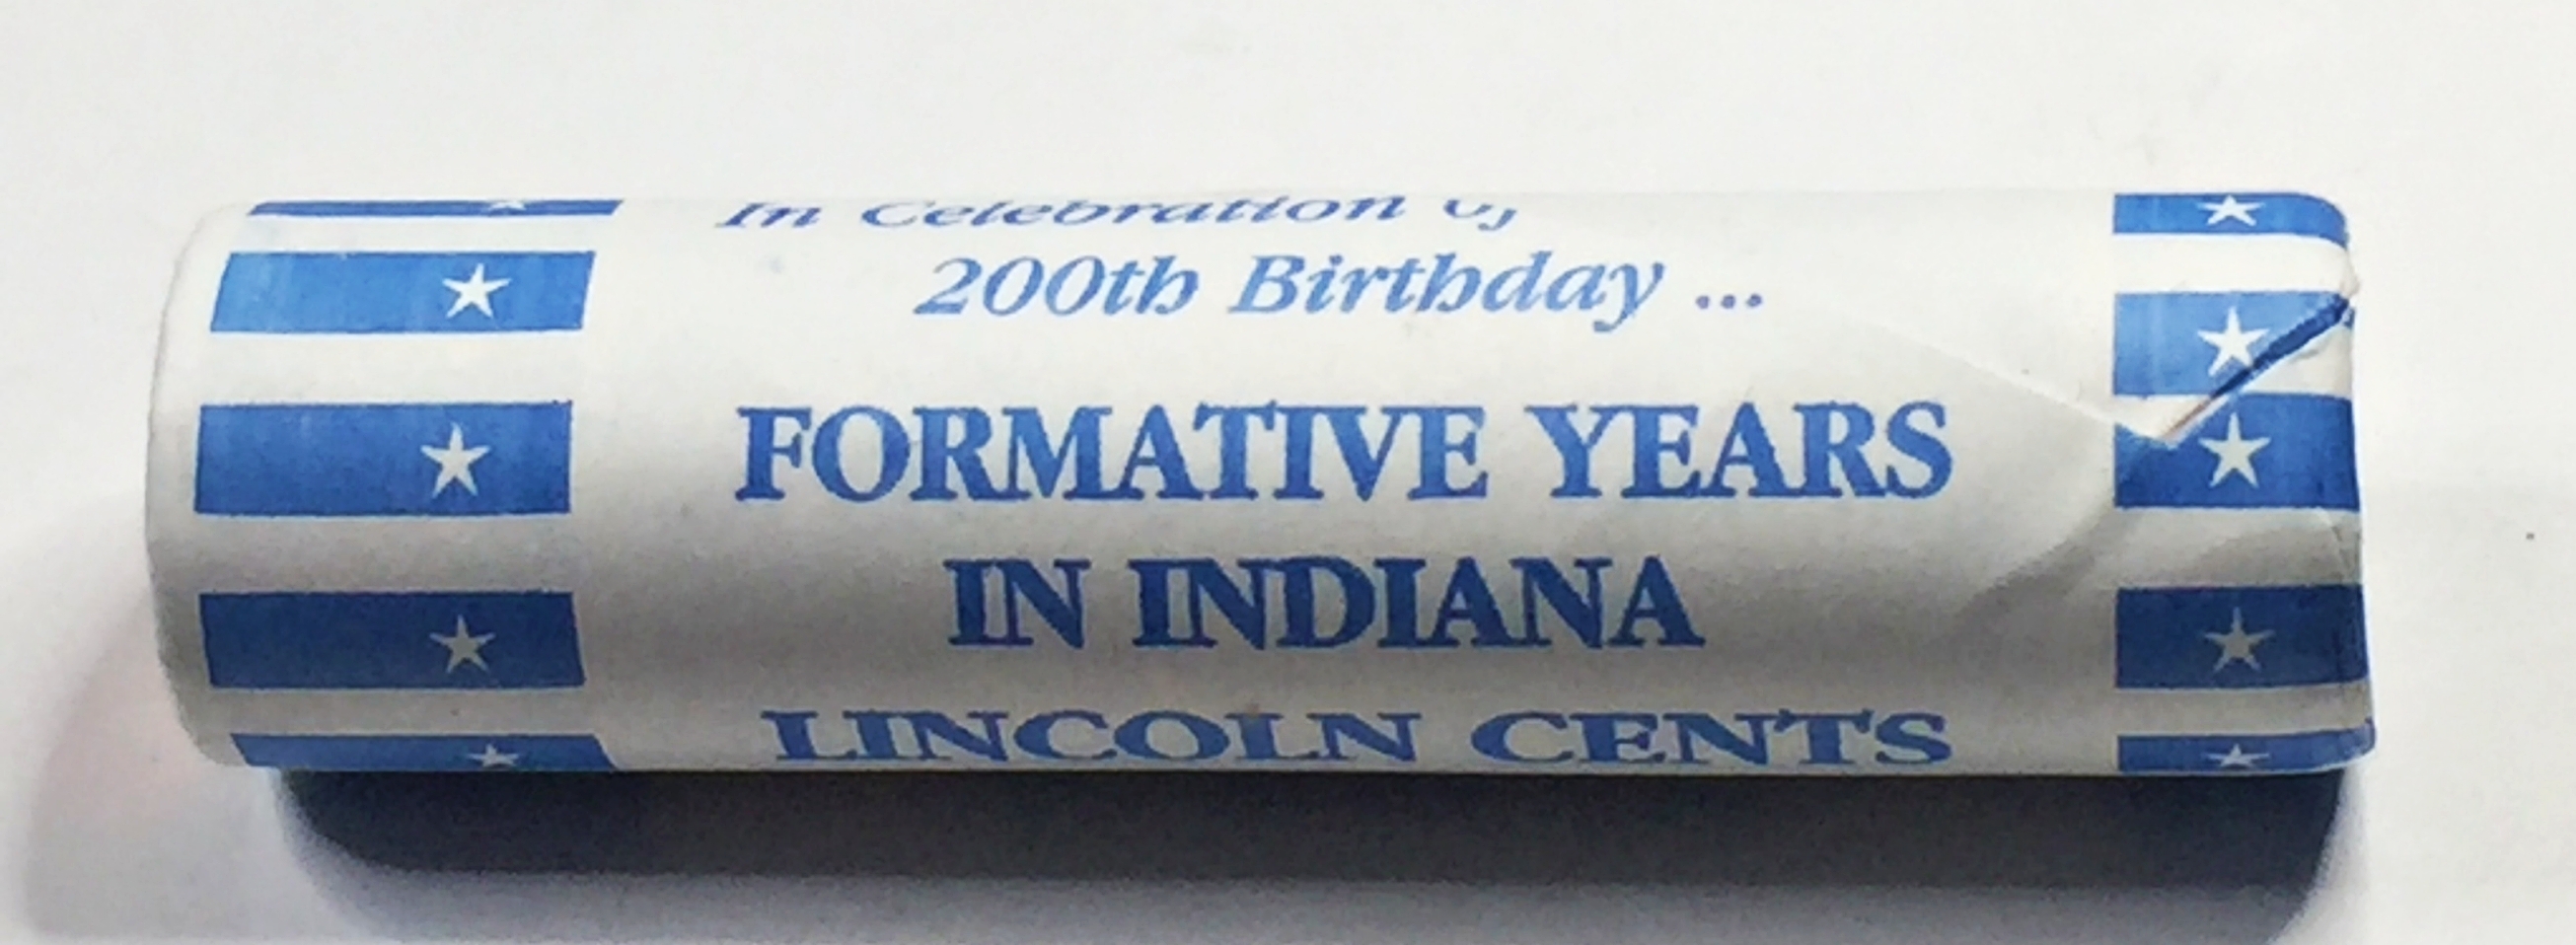 In Celebration of
200th Birthday ...
FORMATIVE YEARS
IN INDIANA
LINCOLN CENTS